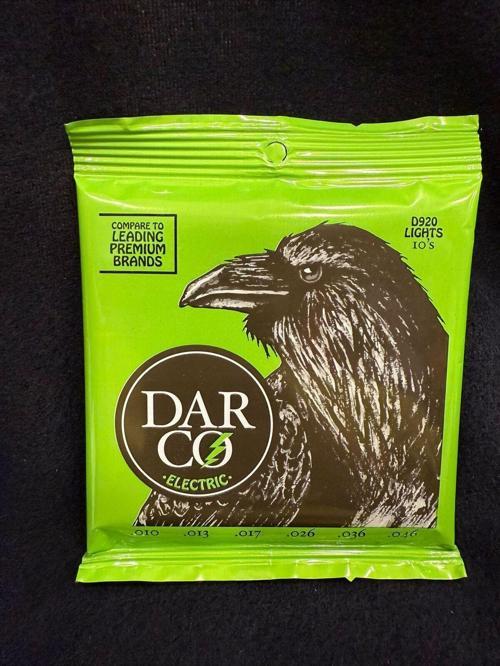 COMPARE TO
LEADING
PREMIUM
BRANDS
D920
LIGHTS
10's
DAR
CO
·ELECTRIC·
.010 .013 .017 .026 .036 .046